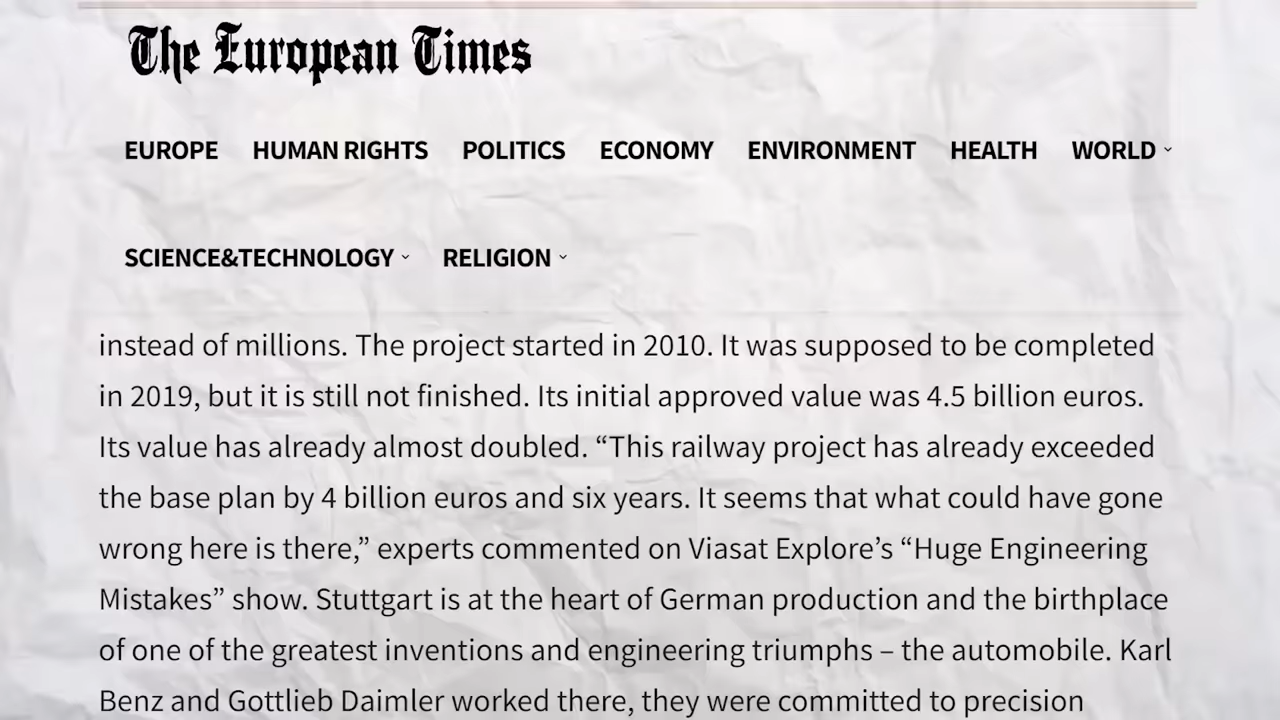 The European Times
EUROPE HUMAN RIGHTS POLITICS ECONOMY ENVIRONMENT HEALTH WORLD
SCIENCE&TECHNOLOGY RELIGION
instead of millions. The project started in 2010. It was supposed to be completed
in 2019, but it is still not finished. Its initial approved value was 4.5 billion euros.
Its value has already almost doubled. “This railway project has already exceeded
the base plan by 4 billion euros and six years. It seems that what could have gone
wrong here is there,” experts commented on Viasat Explore’s “Huge Engineering
Mistakes” show. Stuttgart is at the heart of German production and the birthplace
of one of the greatest inventions and engineering triumphs – the automobile. Karl
Benz and Gottlieb Daimler worked there, they were committed to precision